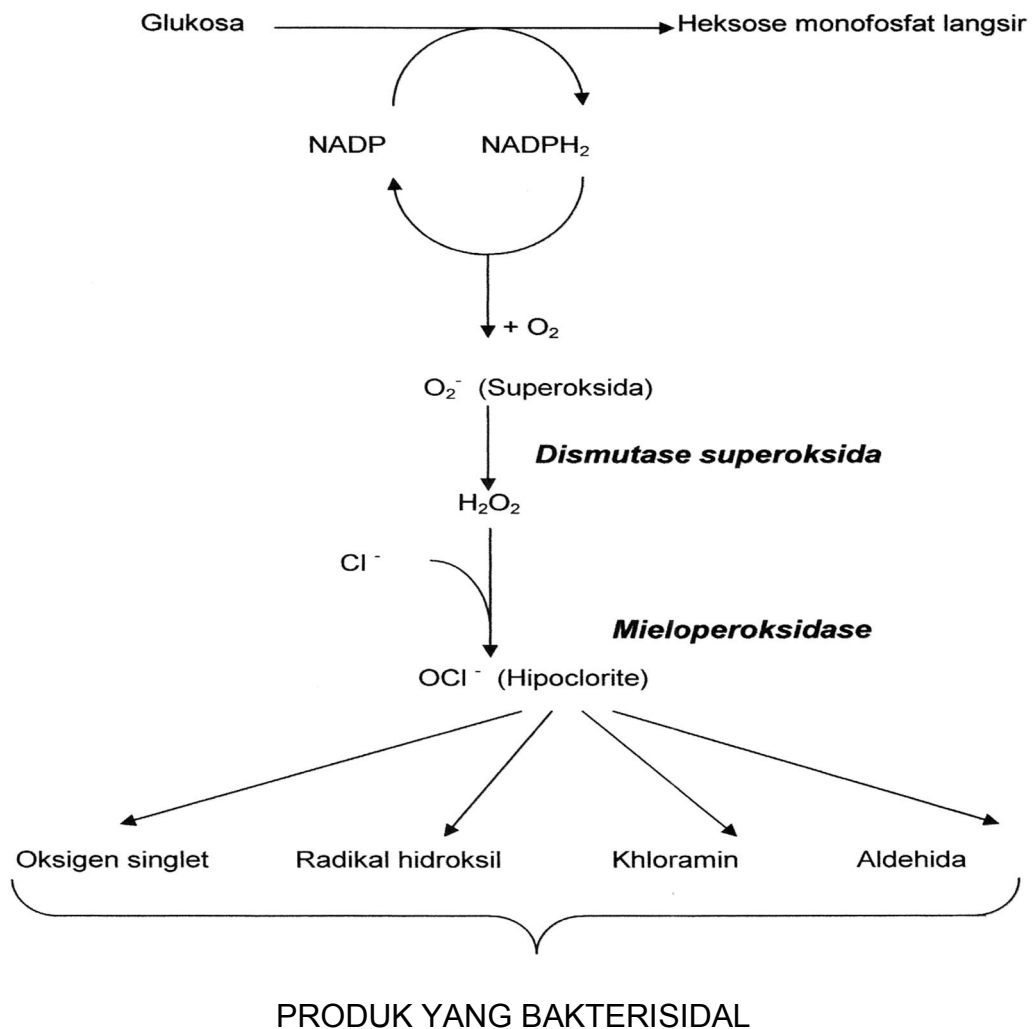 Glukosa Heksose monofosfat langsir
NADP NADPH₂
+ O₂
O₂⁻ (Superoksida)
Dismutase superoksida
H₂O₂
Cl ⁻
Mieloperoksidase
OCl ⁻ (Hipoclorite)
Oksigen singlet Radikal hidroksil Khloramin Aldehida
PRODUK YANG BAKTERISIDAL